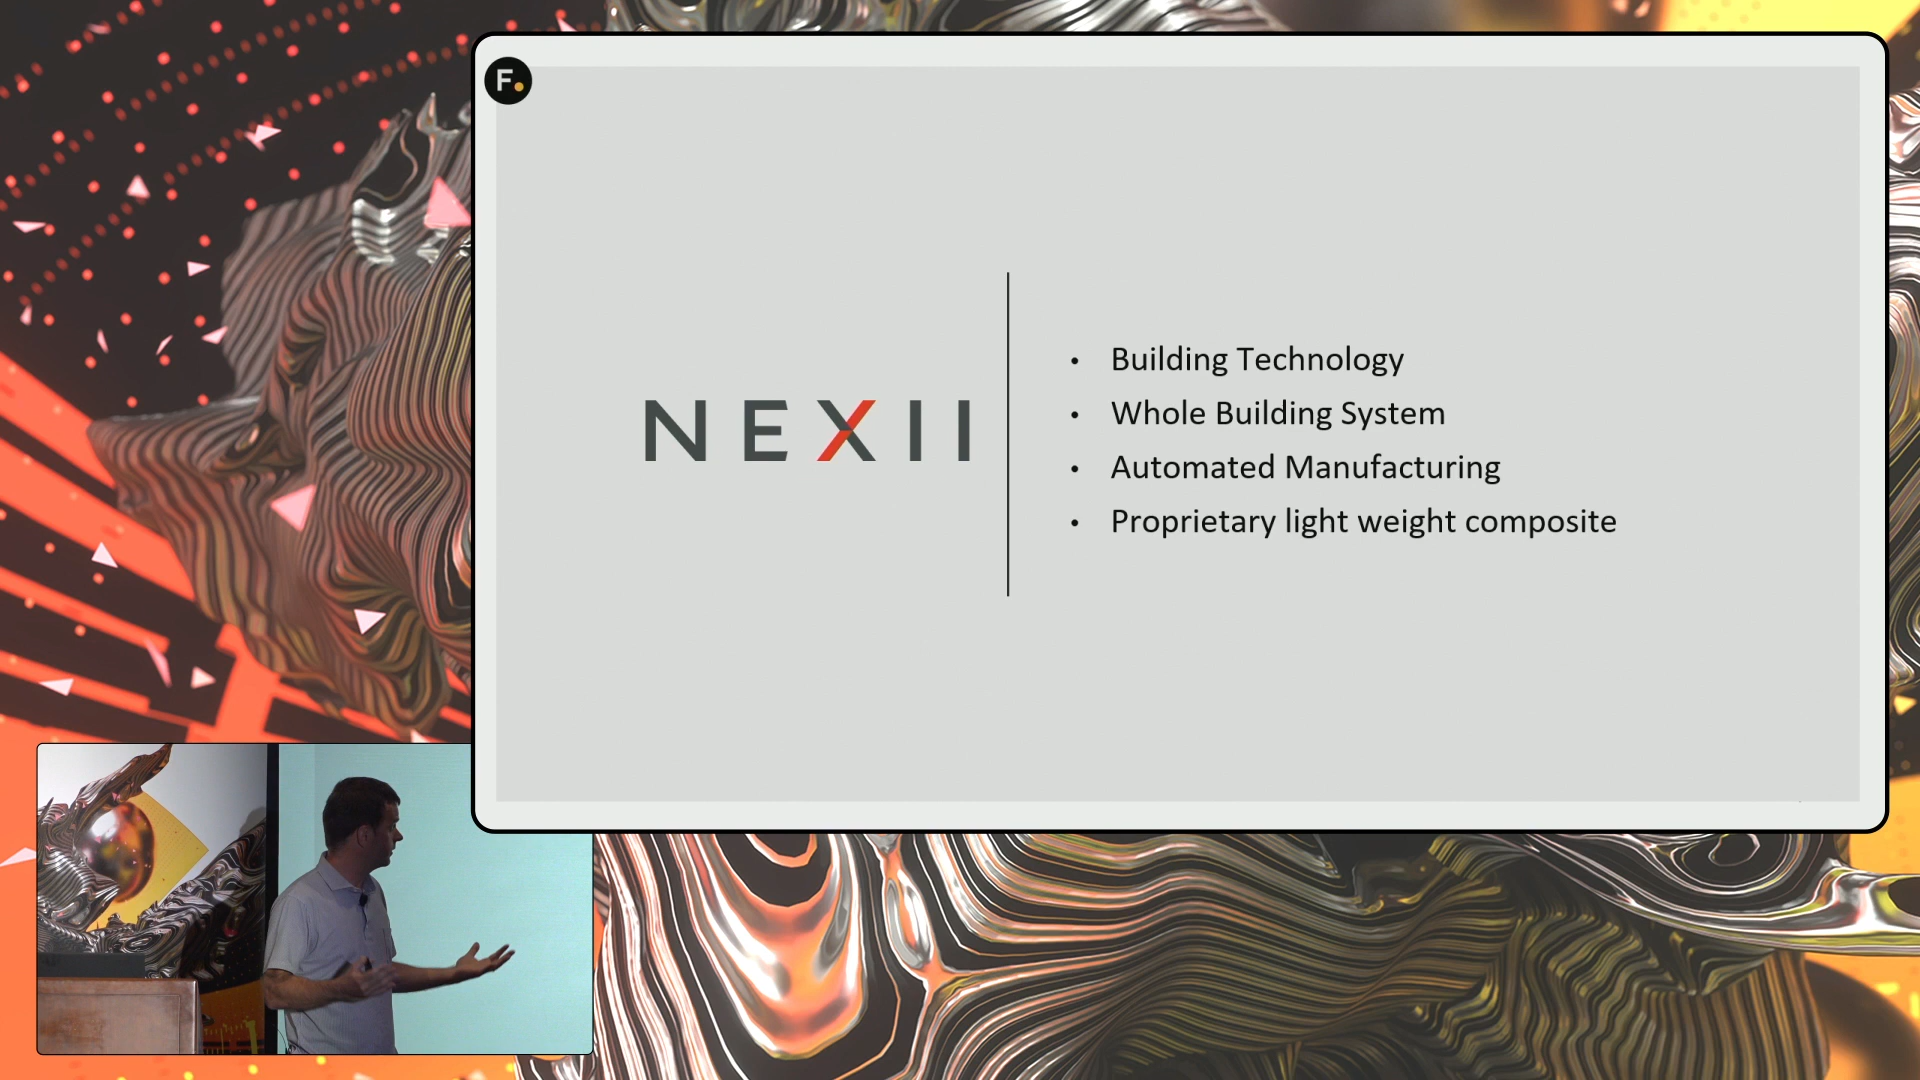 F.
NEXII
• Building Technology
• Whole Building System
• Automated Manufacturing
• Proprietary light weight composite